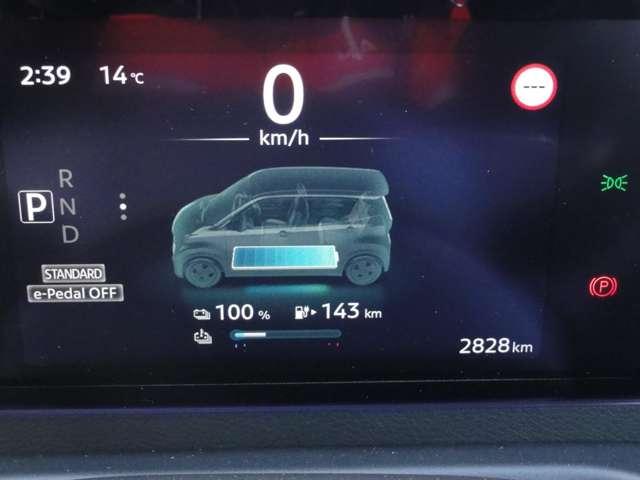 2:39 14°C
0
km/h
---
R
P N
D
STANDARD
e-Pedal OFF
100 % 143 km
2828 km
P